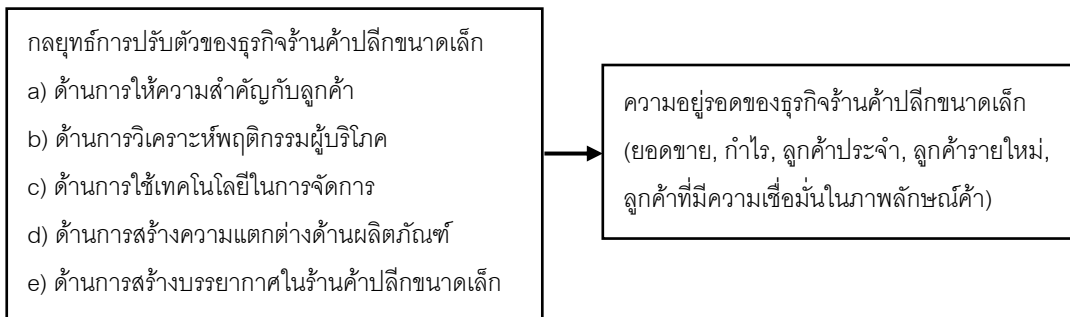 กลยุทธ์การปรับตัวของธุรกิจร้านค้าปลีกขนาดเล็ก
a) ด้านการให้ความสำคัญกับลูกค้า
b) ด้านการวิเคราะห์พฤติกรรมผู้บริโภค
c) ด้านการใช้เทคโนโลยีในการจัดการ
d) ด้านการสร้างความแตกต่างด้านผลิตภัณฑ์
e) ด้านการสร้างบรรยากาศในร้านค้าปลีกขนาดเล็ก
ความอยู่รอดของธุรกิจร้านค้าปลีกขนาดเล็ก
(ยอดขาย, กำไร, ลูกค้าประจำ, ลูกค้ารายใหม่,
ลูกค้าที่มีความเชื่อมั่นในภาพลักษณ์ค้า)